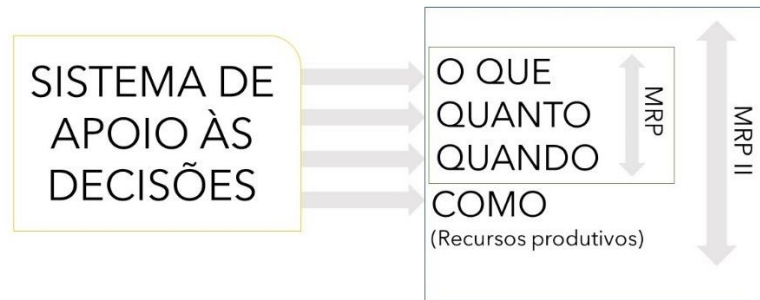 SISTEMA DE
APOIO ÀS
DECISÕES
O QUE
QUANTO
QUANDO
COMO
(Recursos produtivos)
MRP
MRP II